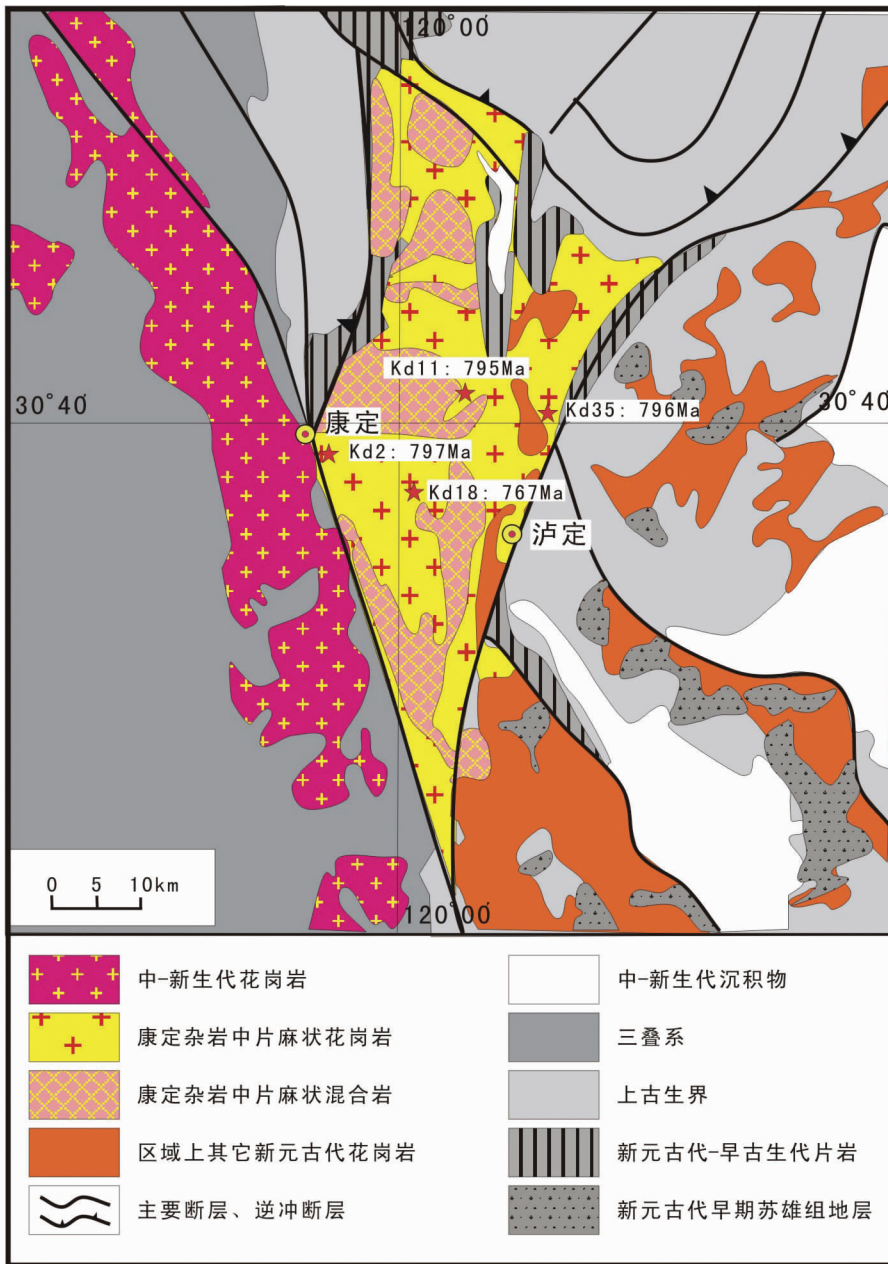 120°00′
Kd11: 795Ma
30°40′
30°40′
Kd35: 796Ma
康定
Kd2: 797Ma
Kd18: 767Ma
泸定
0 5 10km
120°00′
中-新生代花岗岩
中-新生代沉积物
康定杂岩中片麻状花岗岩
三叠系
康定杂岩中片麻状混合岩
上古生界
区域上其它新元古代花岗岩
新元古代-早古生代片岩
主要断层、逆冲断层
新元古代早期苏雄组地层